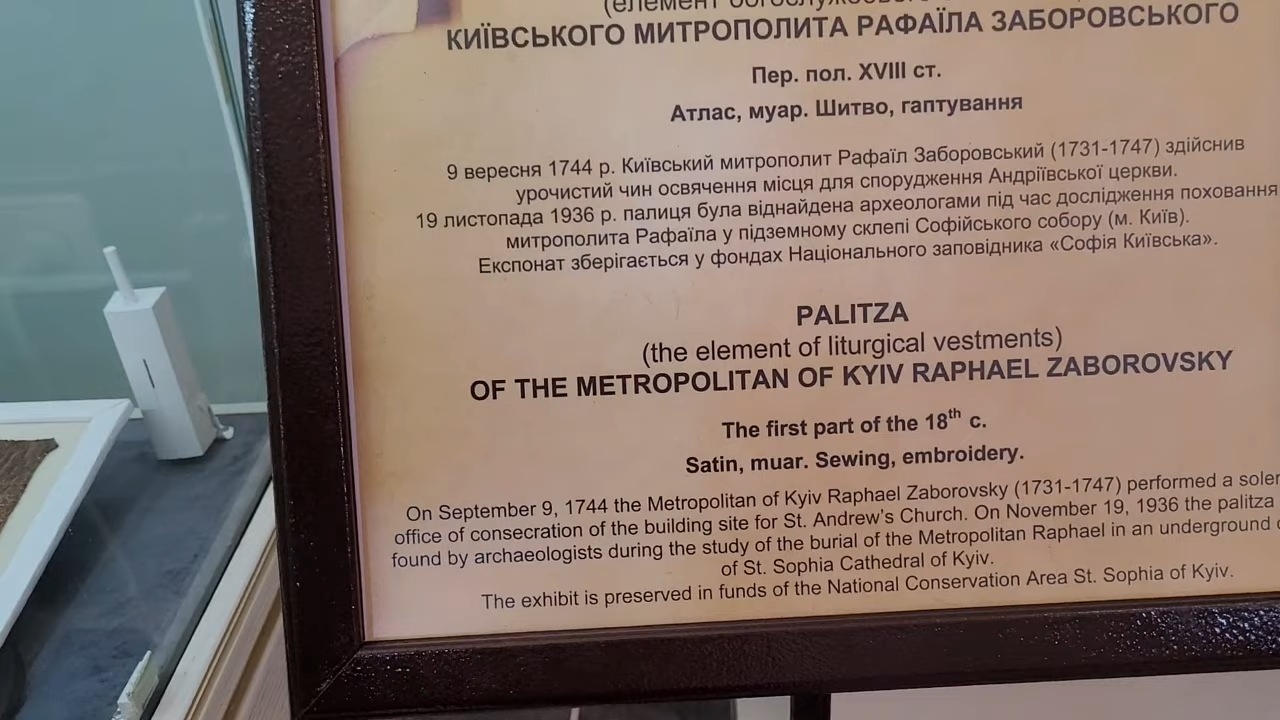 (елемент
КИЇВСЬКОГО МИТРОПОЛИТА РАФАЇЛА ЗАБОРОВСЬКОГО
Пер. пол. XVIII ст.
Атлас, муар. Шитво, гаптування
9 вересня 1744 р. Київський митрополит Рафаїл Заборовський (1731-1747) здійснив
урочистий чин освячення місця для спорудження Андріївської церкви.
19 листопада 1936 р. палиця була віднайдена археологами під час дослідження поховання
митрополита Рафаїла у підземному склепі Софійського собору (м. Київ).
Експонат зберігається у фондах Національного заповідника «Софія Київська».
PALITZA
(the element of liturgical vestments)
OF THE METROPOLITAN OF KYIV RAPHAEL ZABOROVSKY
The first part of the 18th c.
Satin, muar. Sewing, embroidery.
On September 9, 1744 the Metropolitan of Kyiv Raphael Zaborovsky (1731-1747) performed a
office of consecration of the building site for St. Andrew's Church. On November 19, 1936 the palitza
found by archaeologists during the study of the burial of the Metropolitan Raphael in an underground
of St. Sophia Cathedral of Kyiv.
The exhibit is preserved in funds of the National Conservation Area St. Sophia of Kyiv.